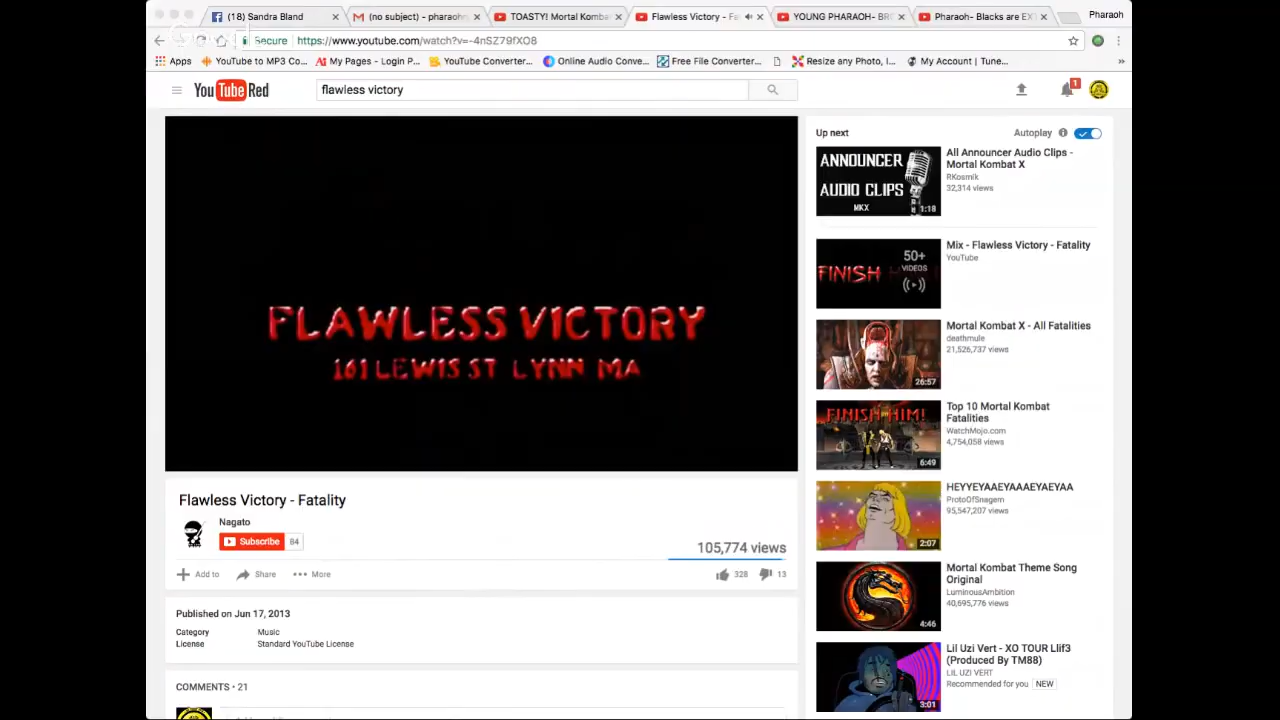 (18) Sandra Bland
(no subject) - pharaohr
TOASTY! Mortal Komba
Flawless Victory - Fa
YOUNG PHARAOH- BR
Pharaoh- Blacks are EX
Pharaoh
Secure
https://www.youtube.com/watch?v=-4nSZ79fXO8
Apps
YouTube to MP3 Co...
My Pages - Login P...
YouTube Converter...
Online Audio Conve...
Free File Converter...
Resize any Photo, I...
My Account | Tune...
»
YouTube Red
flawless victory
1
FLAWLESS VICTORY
161 LEWIS ST LYNN MA
Flawless Victory - Fatality
Nagato
Subscribe 84
105,774 views
Add to
Share
More
328
13
Published on Jun 17, 2013
Category Music
License Standard YouTube License
COMMENTS • 21
Up next
Autoplay
ANNOUNCER
AUDIO CLIPS
MKX
1:18
All Announcer Audio Clips -
Mortal Kombat X
RKosmik
32,314 views
FINISH
50+
VIDEOS
Mix - Flawless Victory - Fatality
YouTube
26:57
Mortal Kombat X - All Fatalities
deathmule
21,526,737 views
FINISH HIM!
6:49
Top 10 Mortal Kombat
Fatalities
WatchMojo.com
4,754,058 views
2:07
HEYYEYAAEYAAAEYAEYAA
ProtoOfSnagem
95,547,207 views
4:46
Mortal Kombat Theme Song
Original
LuminousAmbition
40,695,776 views
3:01
Lil Uzi Vert - XO TOUR Llif3
(Produced By TM88)
LIL UZI VERT
Recommended for you NEW